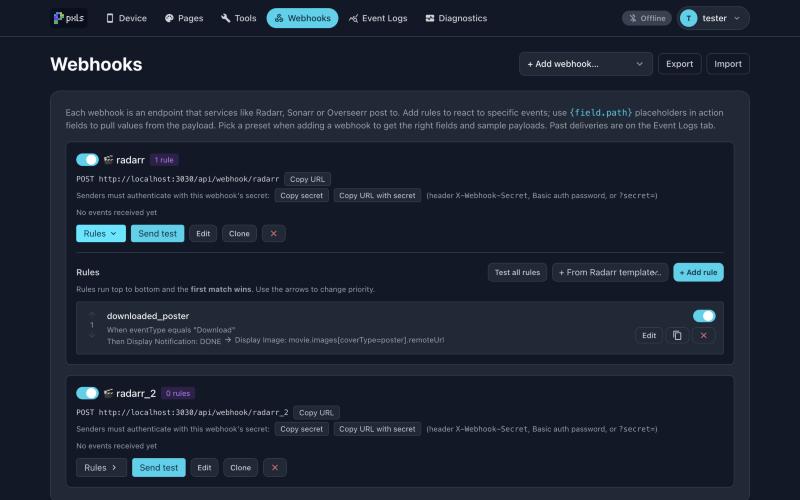 pxls Device Pages Tools Webhooks Event Logs Diagnostics Offline T tester
Webhooks + Add webhook... Export Import
Each webhook is an endpoint that services like Radarr, Sonarr or Overseerr post to. Add rules to react to specific events; use {field.path} placeholders in action
fields to pull values from the payload. Pick a preset when adding a webhook to get the right fields and sample payloads. Past deliveries are on the Event Logs tab.
radarr 1 rule
POST http://localhost:3030/api/webhook/radarr Copy URL
Senders must authenticate with this webhook's secret: Copy secret Copy URL with secret (header X-Webhook-Secret, Basic auth password, or ?secret=)
No events received yet
Rules Send test Edit Clone ✕
Rules Test all rules + From Radarr template... + Add rule
Rules run top to bottom and the first match wins. Use the arrows to change priority.
downloaded_poster
1
When eventType equals "Download"
Then Display Notification: DONE → Display Image: movie.images[coverType=poster].remoteUrl
Edit ✕
radarr_2 0 rules
POST http://localhost:3030/api/webhook/radarr_2 Copy URL
Senders must authenticate with this webhook's secret: Copy secret Copy URL with secret (header X-Webhook-Secret, Basic auth password, or ?secret=)
No events received yet
Rules Send test Edit Clone ✕